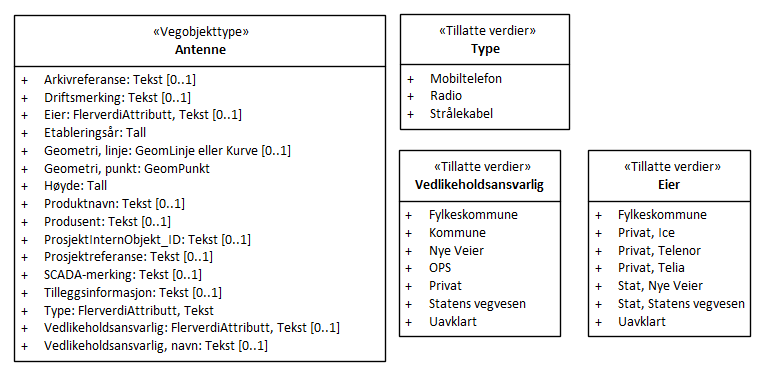 «Vegobjekttype»
Antenne
+ Arkivreferanse: Tekst [0..1]
+ Driftsmerking: Tekst [0..1]
+ Eier: FlerverdiAttributt, Tekst [0..1]
+ Etableringsår: Tall
+ Geometri, linje: GeomLinje eller Kurve [0..1]
+ Geometri, punkt: GeomPunkt
+ Høyde: Tall
+ Produktnavn: Tekst [0..1]
+ Produsent: Tekst [0..1]
+ ProsjektInternObjekt_ID: Tekst [0..1]
+ Prosjektreferanse: Tekst [0..1]
+ SCADA-merking: Tekst [0..1]
+ Tilleggsinformasjon: Tekst [0..1]
+ Type: FlerverdiAttributt, Tekst
+ Vedlikeholdsansvarlig: FlerverdiAttributt, Tekst [0..1]
+ Vedlikeholdsansvarlig, navn: Tekst [0..1]
«Tillatte verdier»
Type
+ Mobiltelefon
+ Radio
+ Strålekabel
«Tillatte verdier»
Vedlikeholdsansvarlig
+ Fylkeskommune
+ Kommune
+ Nye Veier
+ OPS
+ Privat
+ Statens vegvesen
+ Uavklart
«Tillatte verdier»
Eier
+ Fylkeskommune
+ Privat, Ice
+ Privat, Telenor
+ Privat, Telia
+ Stat, Nye Veier
+ Stat, Statens vegvesen
+ Uavklart